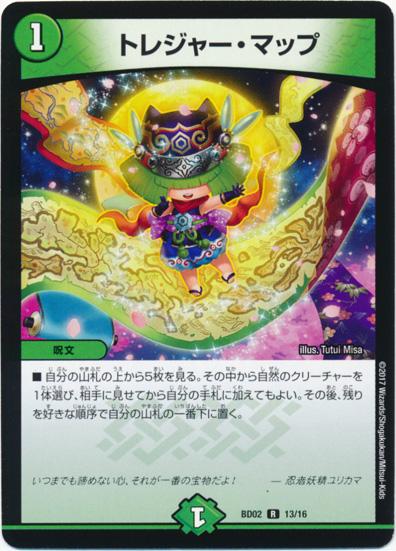 1
トレジャー・マップ
呪文
illus. Tutui Misa
■自分の山札の上から5枚を見る。その中から自然のクリーチャーを
1体選び、相手に見せてから自分の手札に加えてもよい。その後、残り
を好きな順序で自分の山札の一番下に置く。
いつまでも諦めない心、それが一番の宝物だよ! ― 忍者妖精ユリカマ
1
BD02 R 13/16
©2017 Wizards/Shogakukan/Mitsui-Kids